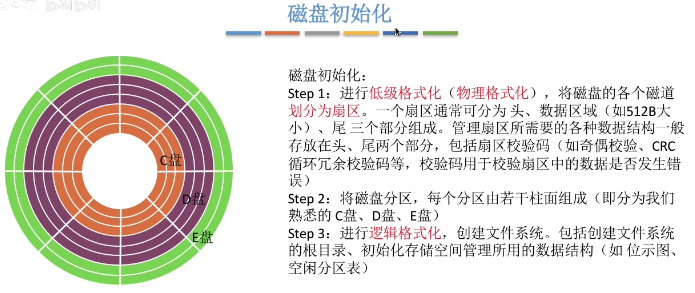 磁盘初始化
磁盘初始化：
Step 1：进行低级格式化（物理格式化），将磁盘的各个磁道
划分为扇区。一个扇区通常可分为 头、数据区域（如512B大
小）、尾 三个部分组成。管理扇区所需要的各种数据结构一般
存放在头、尾两个部分，包括扇区校验码（如奇偶校验、CRC
循环冗余校验码等，校验码用于校验扇区中的数据是否发生错
误）
Step 2：将磁盘分区，每个分区由若干柱面组成（即分为我们
熟悉的 C盘、D盘、E盘）
Step 3：进行逻辑格式化，创建文件系统。包括创建文件系统
的根目录、初始化存储空间管理所用的数据结构（如 位示图、
空闲分区表）
C盘
D盘
E盘